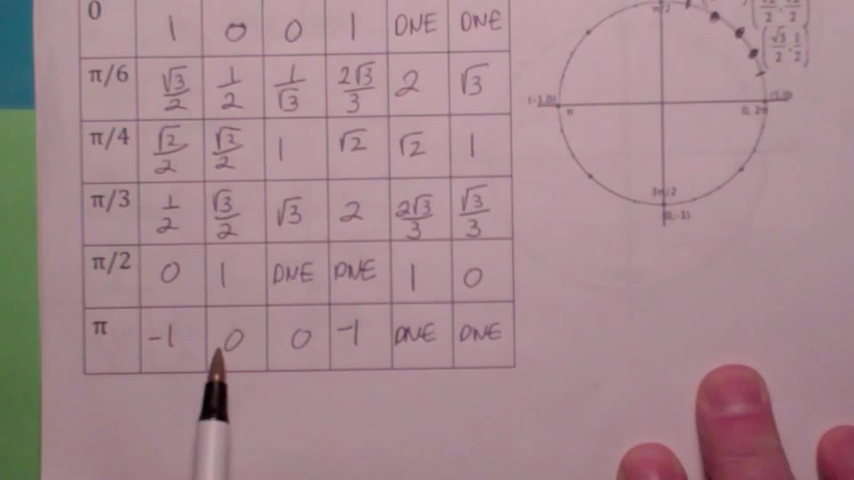 0 1 0 0 1 DNE DNE
π/6 √3/2 1/2 1/√3 2√3/3 2 √3
π/4 √2/2 √2/2 1 √2 √2 1
π/3 1/2 √3/2 √3 2 2√3/3 √3/3
π/2 0 1 DNE DNE 1 0
π -1 0 0 -1 DNE DNE
(√3/2, 1/2)
(-1,0) (1,0)
π 0, 2π
3π/2
(0,-1)